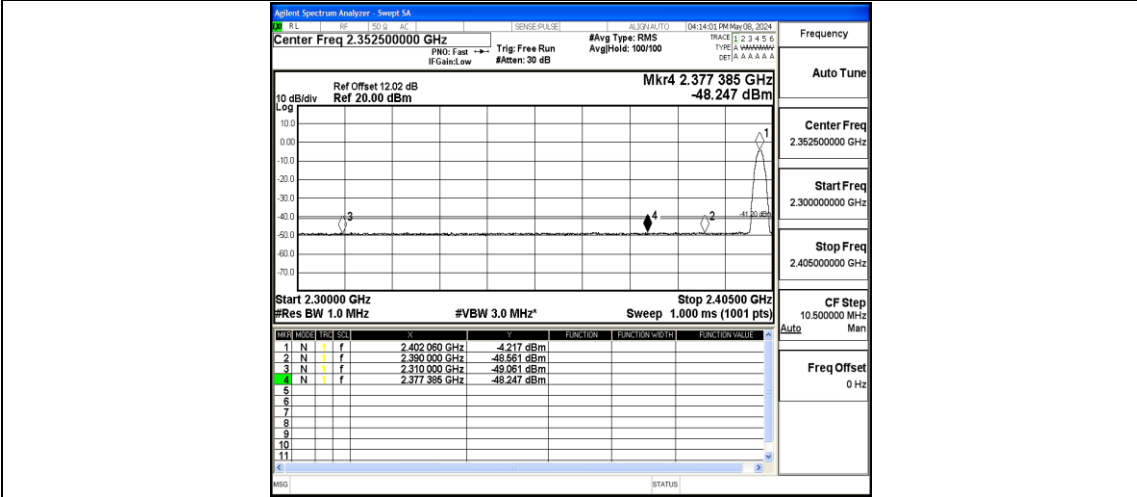 Agilent Spectrum Analyzer - Swept SA
RL RF 50 Ω AC SENSE:PULSE ALIGN AUTO 04:14:01 PM May 08, 2024
Center Freq 2.352500000 GHz
PNO: Fast
IFGain:Low
Trig: Free Run
#Atten: 30 dB
#Avg Type: RMS
Avg|Hold: 100/100
TRACE 1 2 3 4 5 6
TYPE A WWWWW
DET A A A A A A
Frequency
Auto Tune
Center Freq
2.352500000 GHz
Start Freq
2.300000000 GHz
Stop Freq
2.405000000 GHz
CF Step
10.500000 MHz
Auto Man
Freq Offset
0 Hz
Mkr4 2.377 385 GHz
-48.247 dBm
Ref Offset 12.02 dB
10 dB/div Ref 20.00 dBm
Log
10.0
0.00
-10.0
-20.0
-30.0
-40.0
-50.0
-60.0
-70.0
1
3
4
2
-41.20 dBm
Start 2.30000 GHz Stop 2.40500 GHz
#Res BW 1.0 MHz #VBW 3.0 MHz* Sweep 1.000 ms (1001 pts)
MKR MODE TRC SCL X Y FUNCTION FUNCTION WIDTH FUNCTION VALUE
1 N 1 f 2.402 060 GHz -4.217 dBm
2 N 1 f 2.390 000 GHz -48.561 dBm
3 N 1 f 2.310 000 GHz -49.061 dBm
4 N 1 f 2.377 385 GHz -48.247 dBm
5
6
7
8
9
10
11
MSG STATUS